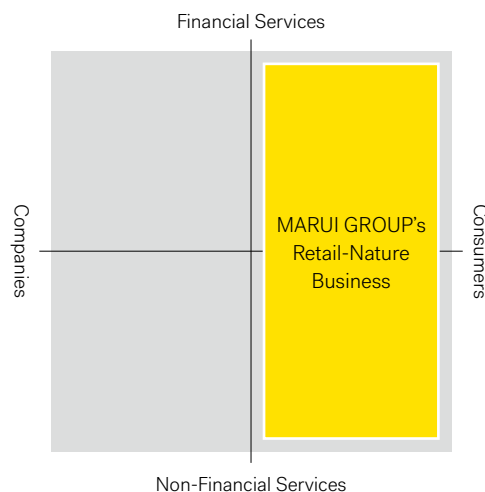 Financial Services
Companies
MARUI GROUP's
Retail-Nature
Business
Consumers
Non-Financial Services